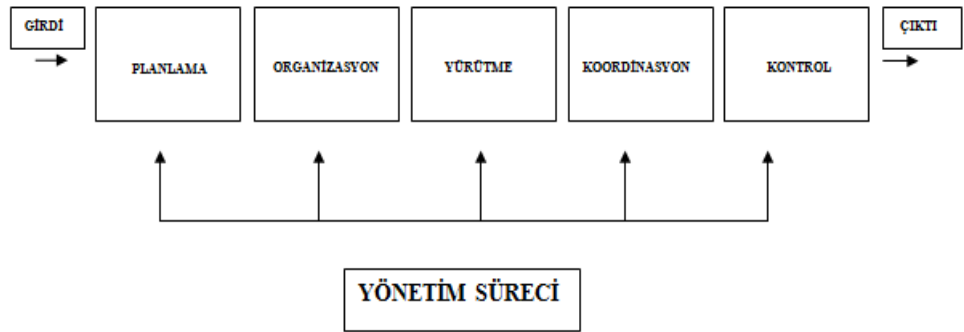 GİRDİ
ÇIKTI
PLANLAMA
ORGANİZASYON
YÜRÜTME
KOORDİNASYON
KONTROL
YÖNETİM SÜRECİ